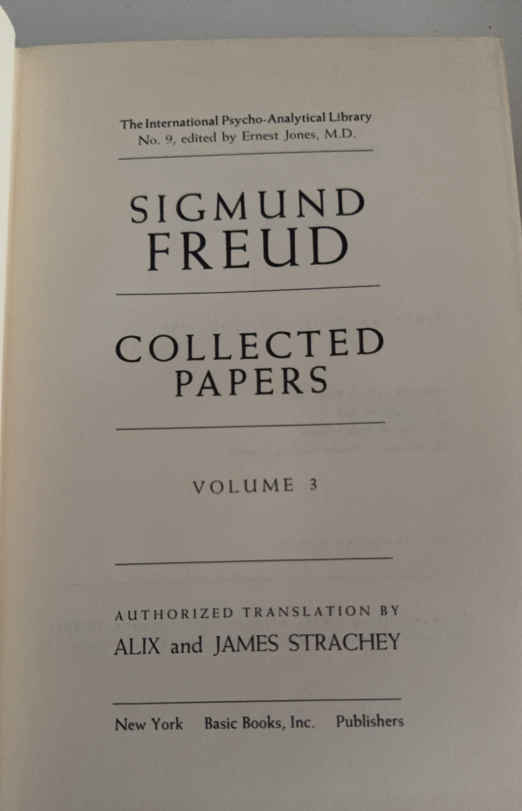 The International Psycho-Analytical Library
No. 9, edited by Ernest Jones, M.D.
SIGMUND
FREUD
COLLECTED
PAPERS
VOLUME 3
AUTHORIZED TRANSLATION BY
ALIX and JAMES STRACHEY
New York Basic Books, Inc. Publishers